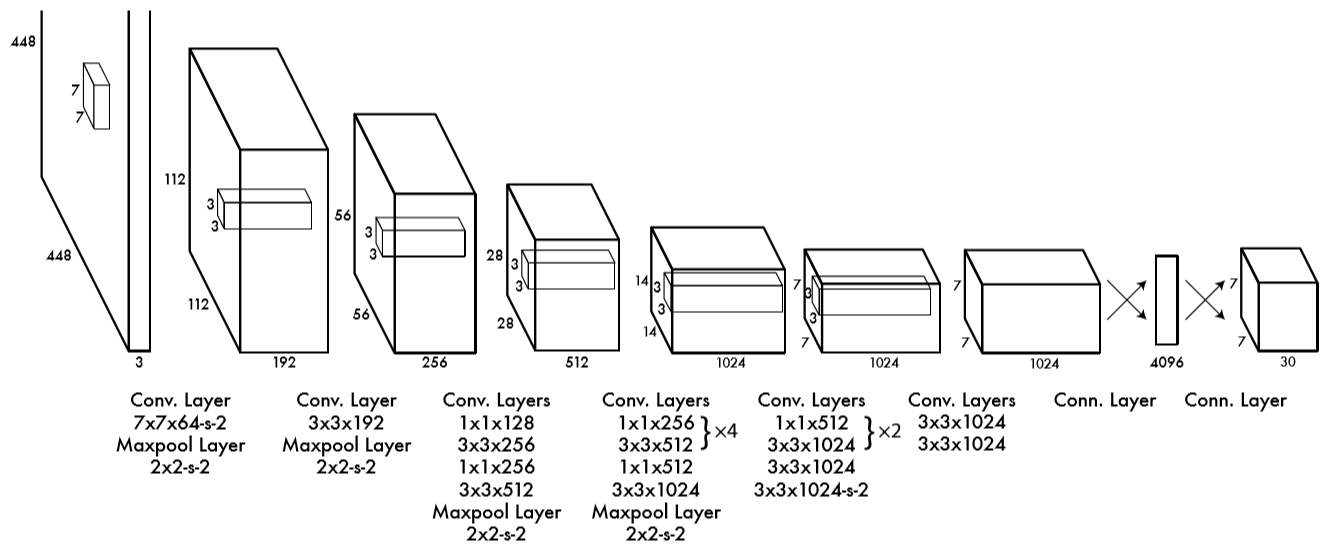 448
7
7
448
3
112
3
3
112
192
56
3
3
56
256
28
3
3
28
512
14
3
3
14
1024
7
3
3
7
1024
7
7
1024
4096
7
7
30
Conv. Layer
7x7x64-s-2
Maxpool Layer
2x2-s-2
Conv. Layer
3x3x192
Maxpool Layer
2x2-s-2
Conv. Layers
1x1x128
3x3x256
1x1x256
3x3x512
Maxpool Layer
2x2-s-2
Conv. Layers
1x1x256
3x3x512
} ×4
1x1x512
3x3x1024
Maxpool Layer
2x2-s-2
Conv. Layers
1x1x512
3x3x1024
} ×2
3x3x1024
3x3x1024-s-2
Conv. Layers
3x3x1024
3x3x1024
Conn. Layer
Conn. Layer